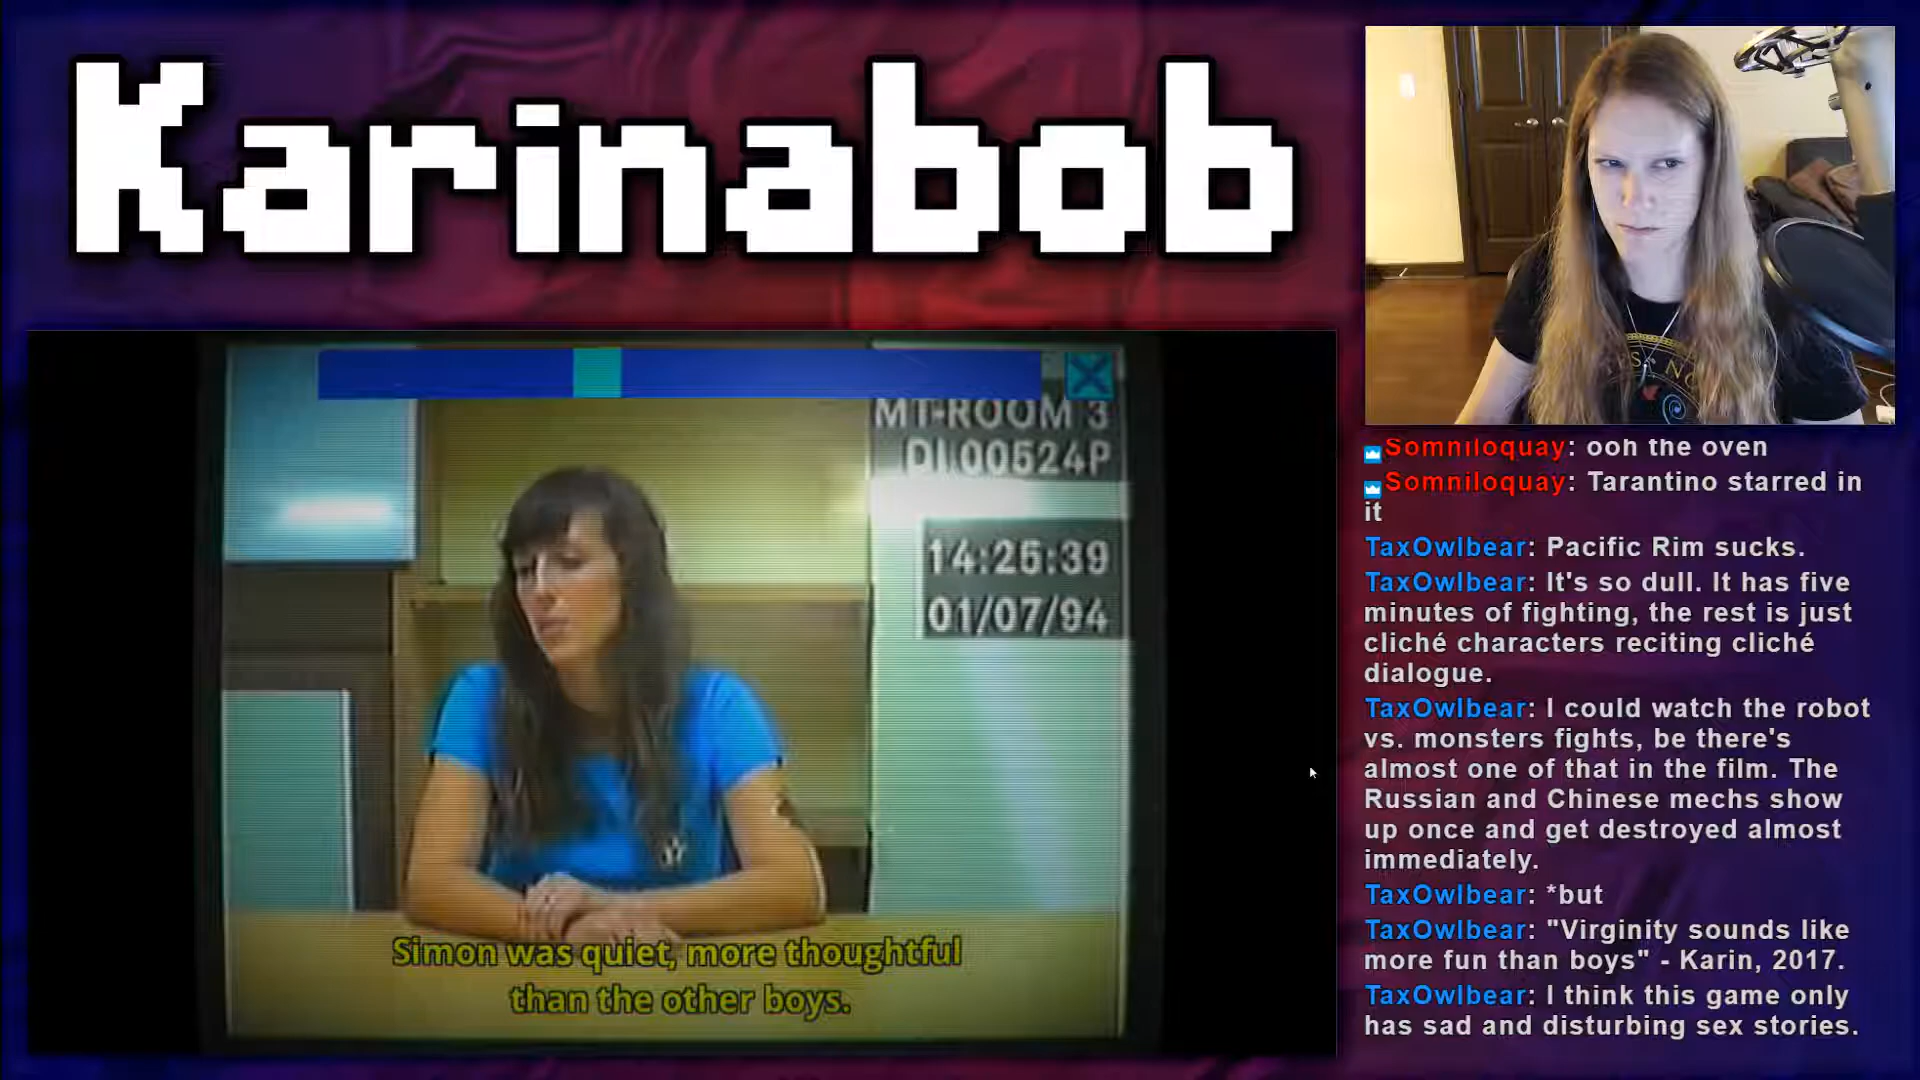 Karinabob
MT-ROOM 3
DI.00524P
14:25:39
01/07/94
Simon was quiet, more thoughtful
than the other boys.
Somniloquay: ooh the oven
Somniloquay: Tarantino starred in
it
TaxOwlbear: Pacific Rim sucks.
TaxOwlbear: It's so dull. It has five
minutes of fighting, the rest is just
cliché characters reciting cliché
dialogue.
TaxOwlbear: I could watch the robot
vs. monsters fights, be there's
almost one of that in the film. The
Russian and Chinese mechs show
up once and get destroyed almost
immediately.
TaxOwlbear: *but
TaxOwlbear: "Virginity sounds like
more fun than boys" - Karin, 2017.
TaxOwlbear: I think this game only
has sad and disturbing sex stories.